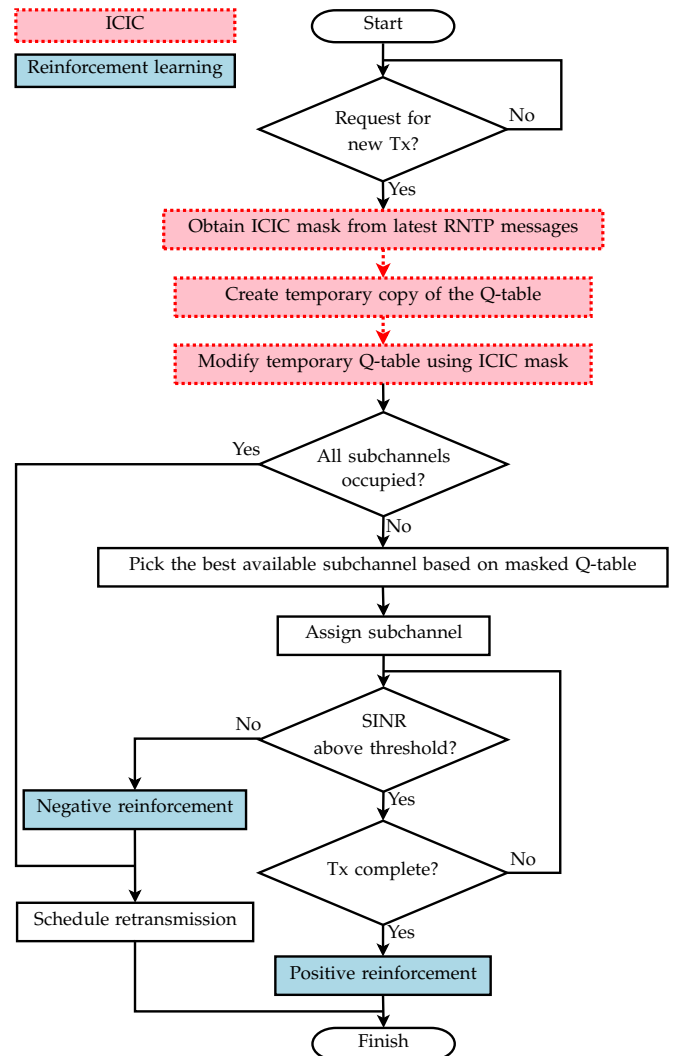 ICIC
Reinforcement learning
Start
Request for
new Tx?
No
Yes
Obtain ICIC mask from latest RNTP messages
Create temporary copy of the Q-table
Modify temporary Q-table using ICIC mask
All subchannels
occupied?
Yes
No
Pick the best available subchannel based on masked Q-table
Assign subchannel
SINR
above threshold?
No
Yes
Negative reinforcement
Tx complete?
No
Yes
Schedule retransmission
Positive reinforcement
Finish